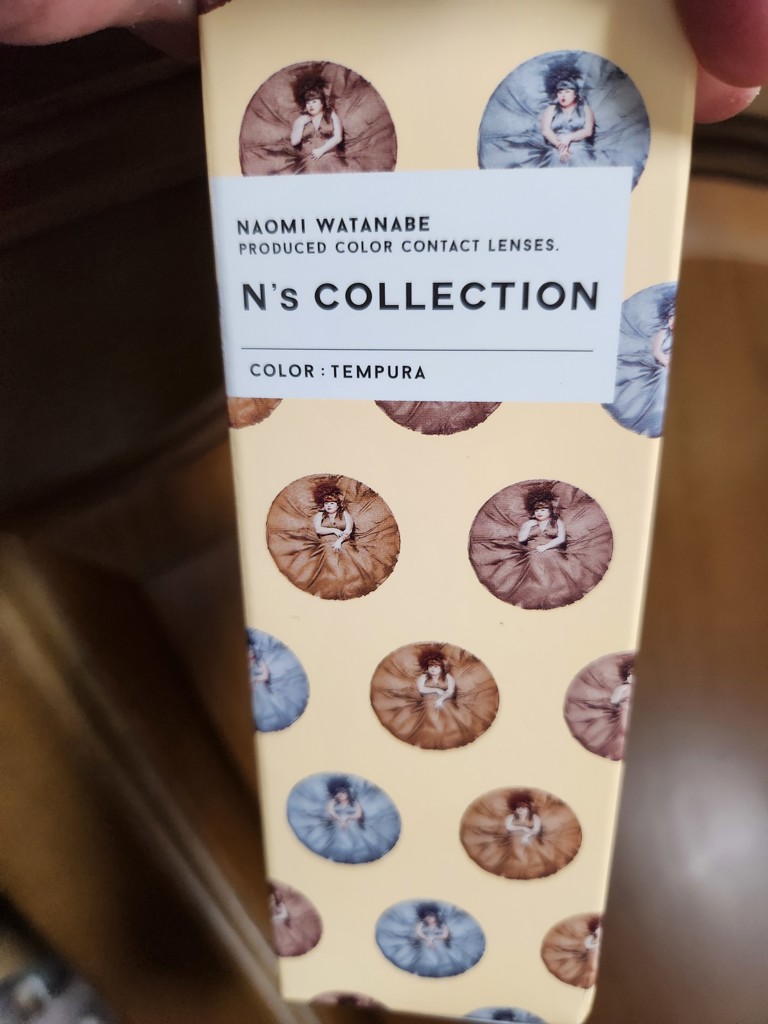 NAOMI WATANABE
PRODUCED COLOR CONTACT LENSES.
N's COLLECTION
COLOR : TEMPURA